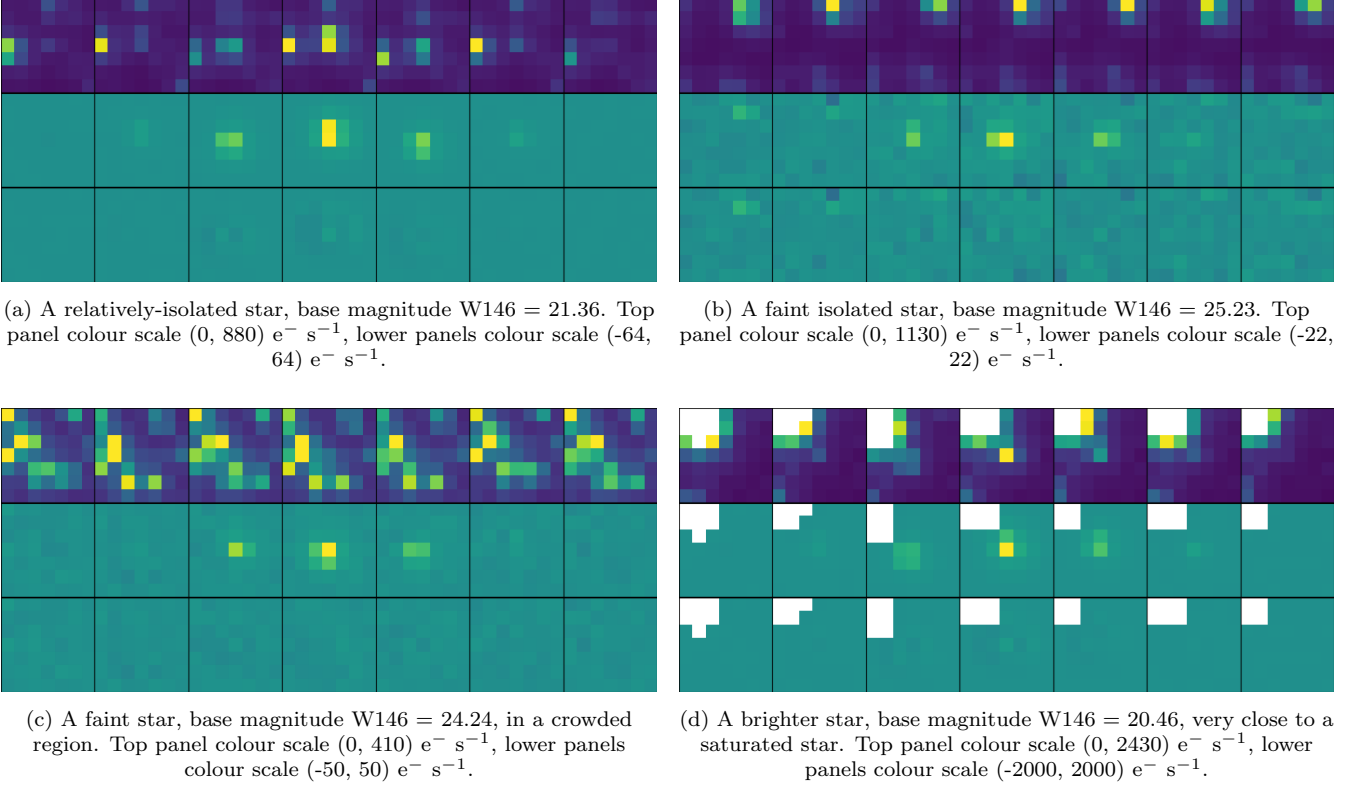 (a) A relatively-isolated star, base magnitude W146 = 21.36. Top
panel colour scale (0, 880) e⁻ s⁻¹, lower panels colour scale (-64,
64) e⁻ s⁻¹.
(b) A faint isolated star, base magnitude W146 = 25.23. Top
panel colour scale (0, 1130) e⁻ s⁻¹, lower panels colour scale (-22,
22) e⁻ s⁻¹.
(c) A faint star, base magnitude W146 = 24.24, in a crowded
region. Top panel colour scale (0, 410) e⁻ s⁻¹, lower panels
colour scale (-50, 50) e⁻ s⁻¹.
(d) A brighter star, base magnitude W146 = 20.46, very close to a
saturated star. Top panel colour scale (0, 2430) e⁻ s⁻¹, lower
panels colour scale (-2000, 2000) e⁻ s⁻¹.